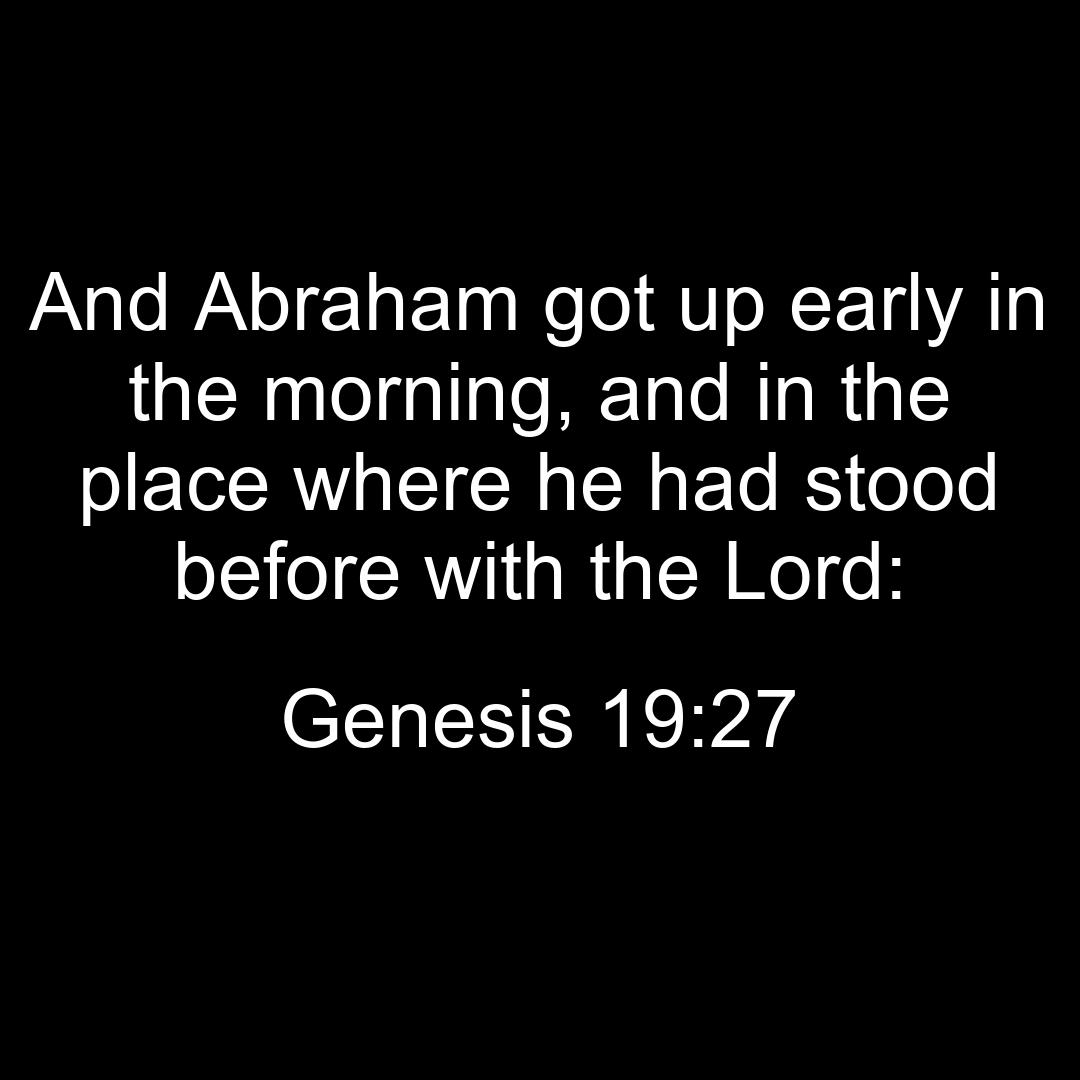 And Abraham got up early in
the morning, and in the
place where he had stood
before with the Lord:
Genesis 19:27